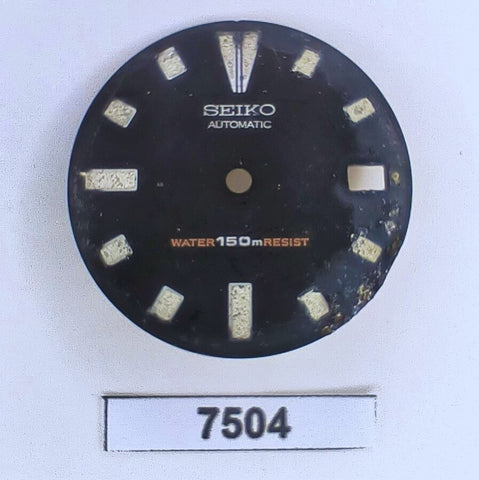 SEIKO
AUTOMATIC
WATER 150m RESIST
7504